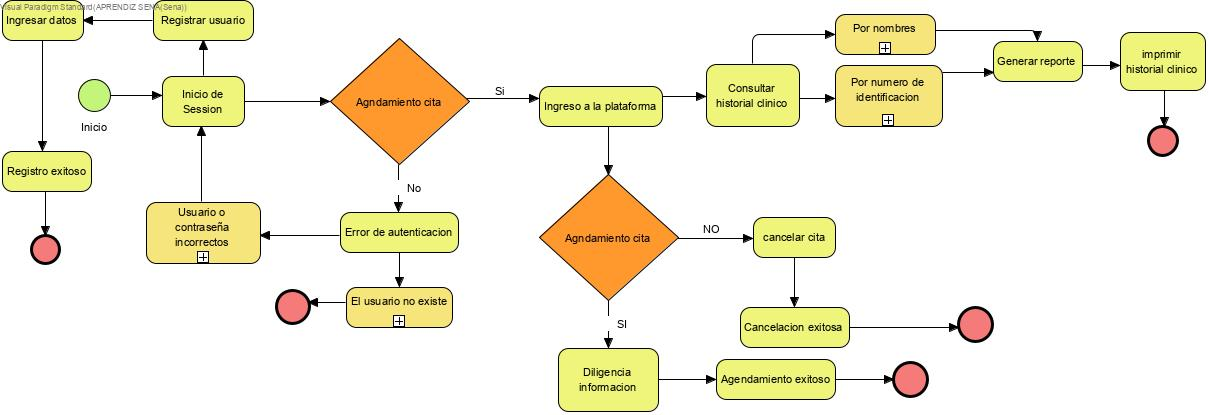 Visual Paradigm Standard(APRENDIZ SENA(Sena))
Ingresar datos
Registrar usuario
Inicio
Inicio de
Session
Registro exitoso
Agndamiento cita
Si
No
Usuario o
contraseña
incorrectos
Error de autenticacion
El usuario no existe
Ingreso a la plataforma
Consultar
historial clinico
Por nombres
Por numero de
identificacion
Generar reporte
imprimir
historial clinico
Agndamiento cita
NO
cancelar cita
Cancelacion exitosa
SI
Diligencia
informacion
Agendamiento exitoso